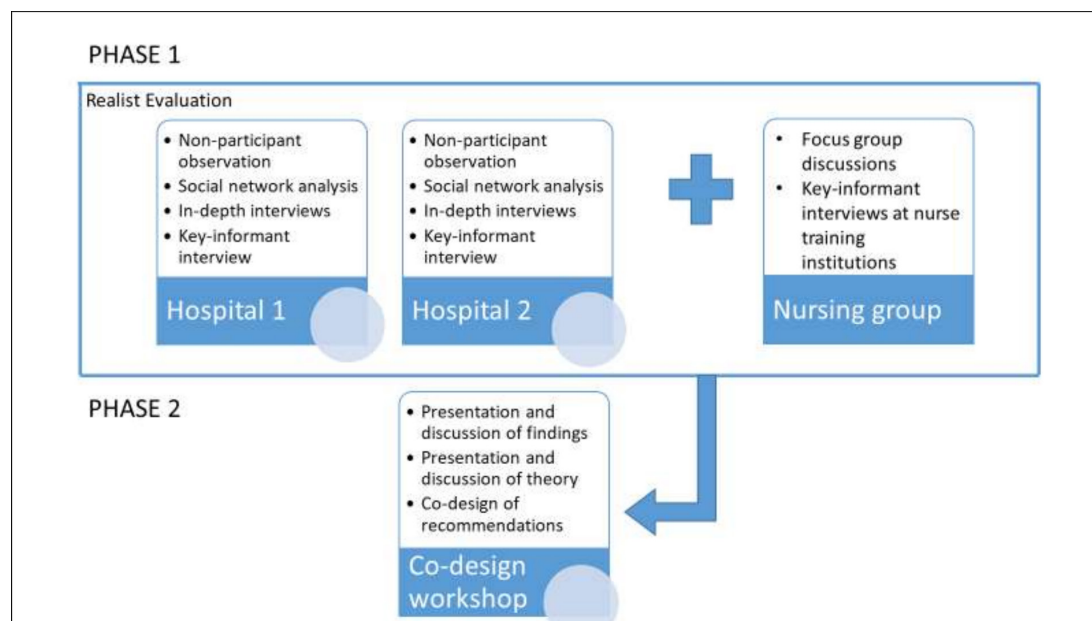 PHASE 1
Realist Evaluation
• Non-participant
observation
• Social network analysis
• In-depth interviews
• Key-informant
interview
Hospital 1
• Non-participant
observation
• Social network analysis
• In-depth interviews
• Key-informant
interview
Hospital 2
• Focus group
discussions
• Key-informant
interviews at nurse
training
institutions
Nursing group
PHASE 2
• Presentation and
discussion of findings
• Presentation and
discussion of theory
• Co-design of
recommendations
Co-design
workshop